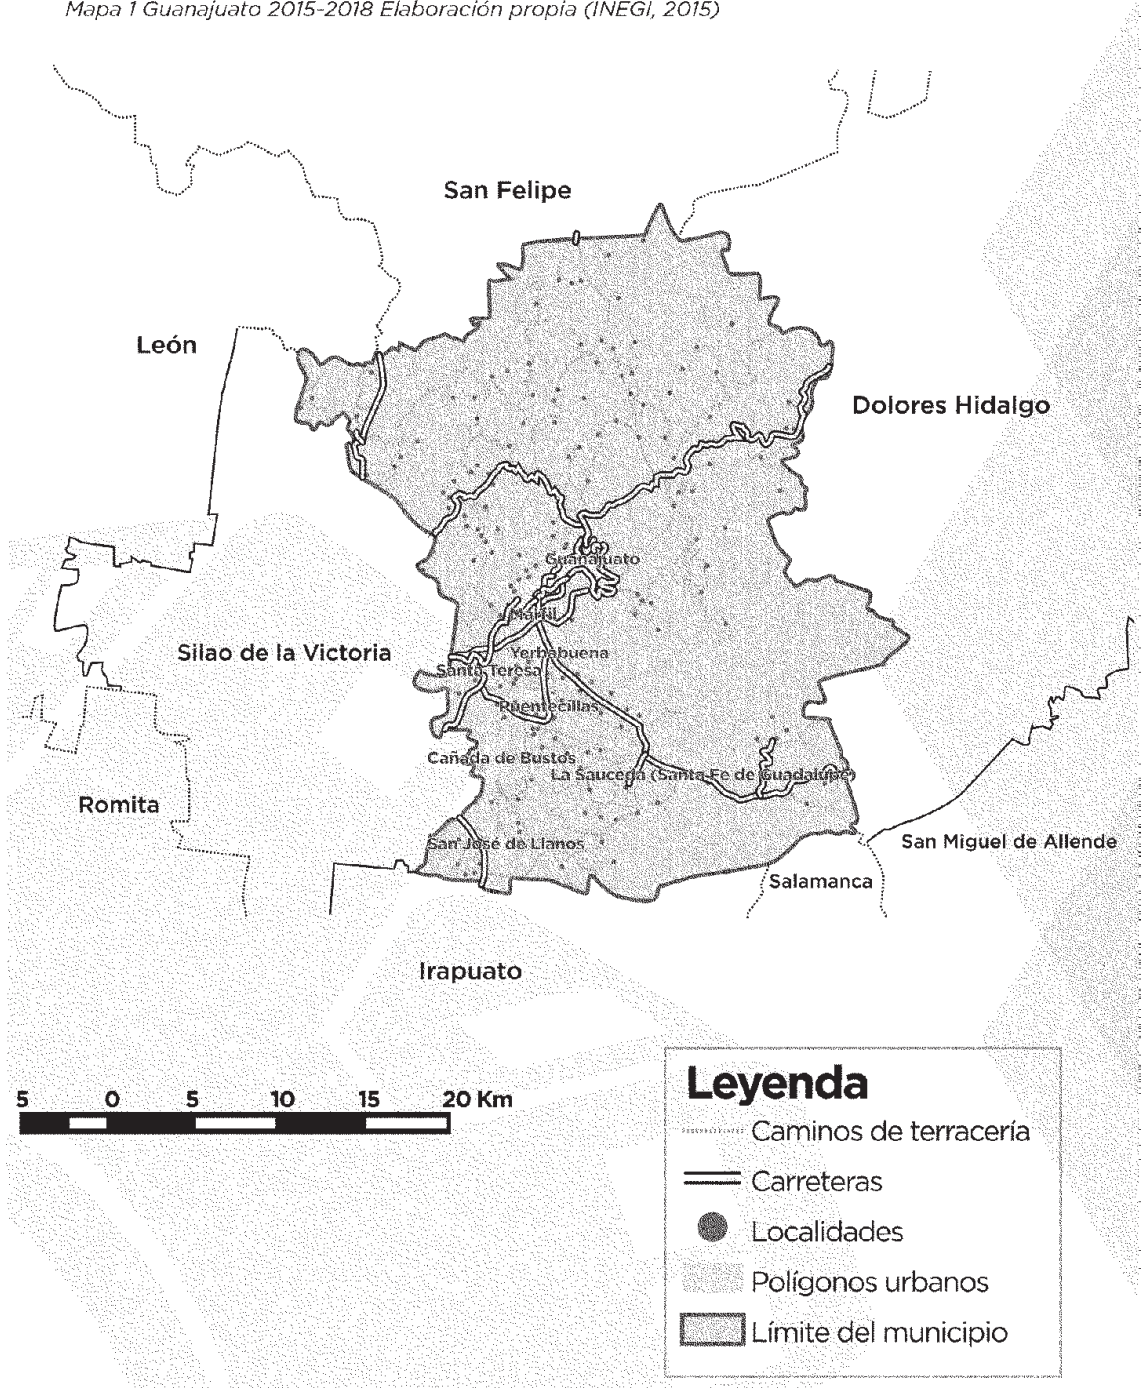 Mapa 1 Guanajuato 2015-2018 Elaboración propia (INEGI, 2015)
San Felipe
León
Dolores Hidalgo
Guanajuato
Marfil
Silao de la Victoria
Yerbabuena
Santa Teresa
Puentecillas
Cañada de Bustos
La Sauceda (Santa Fe de Guadalupe)
Romita
San José de Llanos
San Miguel de Allende
Salamanca
Irapuato
5 0 5 10 15 20 Km
Leyenda
Caminos de terracería
Carreteras
Localidades
Polígonos urbanos
Límite del municipio